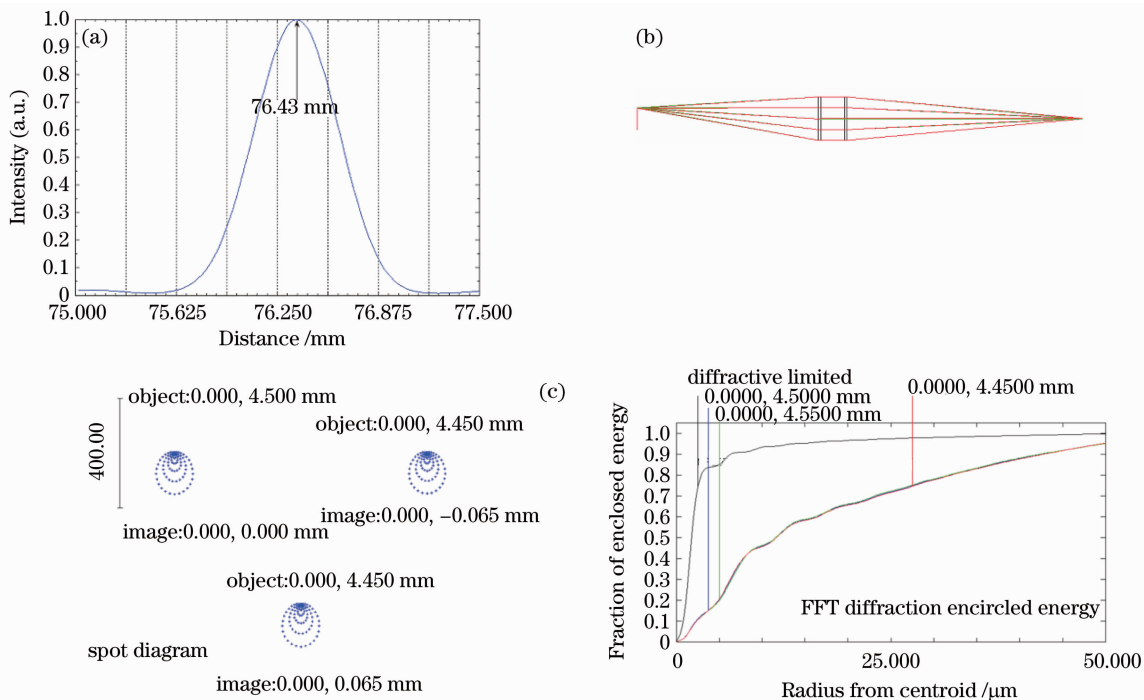 (a)
1.0
0.9
0.8
0.7
0.6
0.5
0.4
0.3
0.2
0.1
0
Intensity (a.u.)
76.43 mm
75.000 75.625 76.250 76.875 77.500
Distance /mm
(b)
(c)
400.00
object:0.000, 4.500 mm
image:0.000, 0.000 mm
object:0.000, 4.450 mm
image:0.000, −0.065 mm
object:0.000, 4.450 mm
image:0.000, 0.065 mm
spot diagram
diffractive limited
0.0000, 4.5000 mm
0.0000, 4.5500 mm
0.0000, 4.4500 mm
1.0
0.9
0.8
0.7
0.6
0.5
0.4
0.3
0.2
0.1
0
Fraction of enclosed energy
FFT diffraction encircled energy
0 25.000 50.000
Radius from centroid /μm